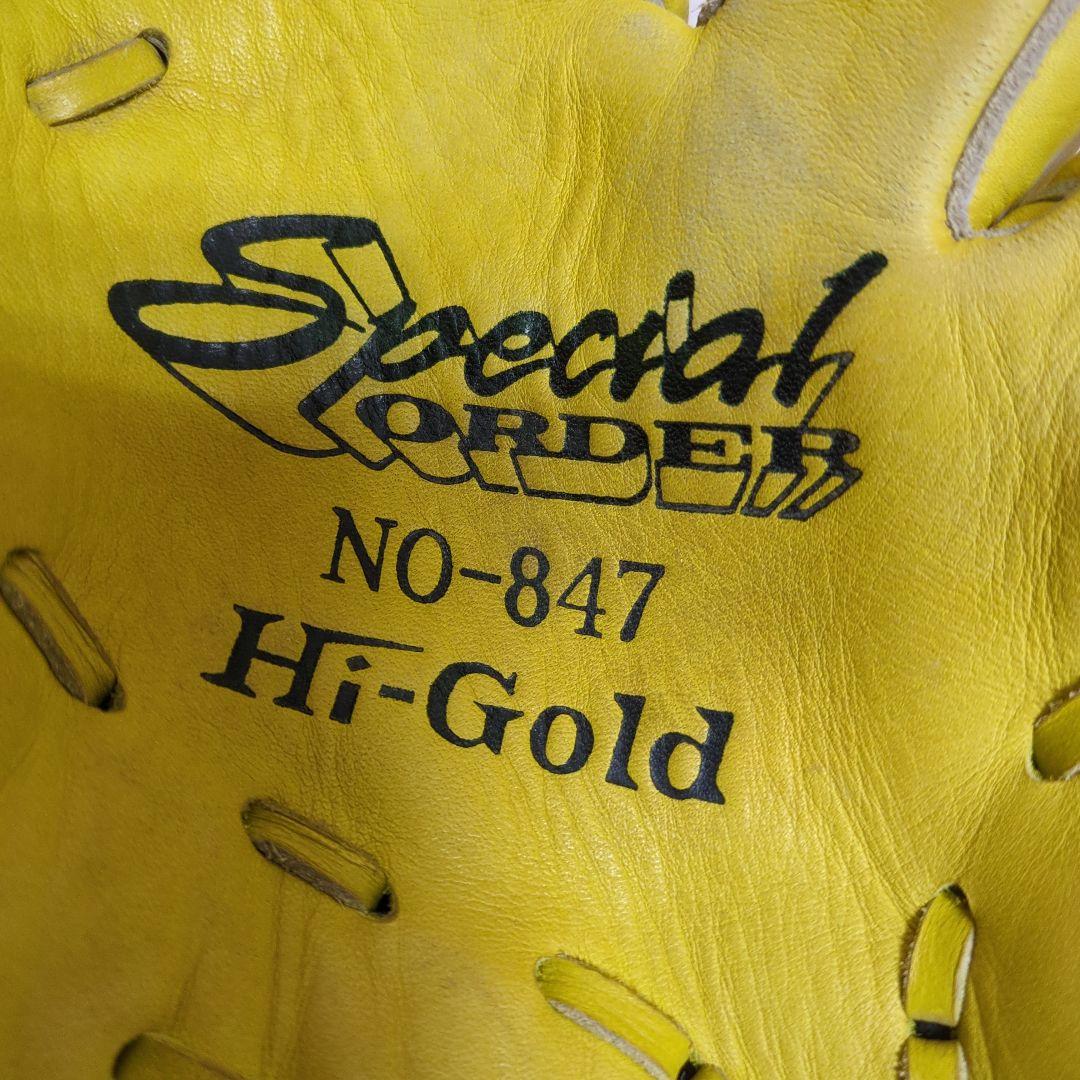 Special
ORDER
NO-847
Hi-Gold